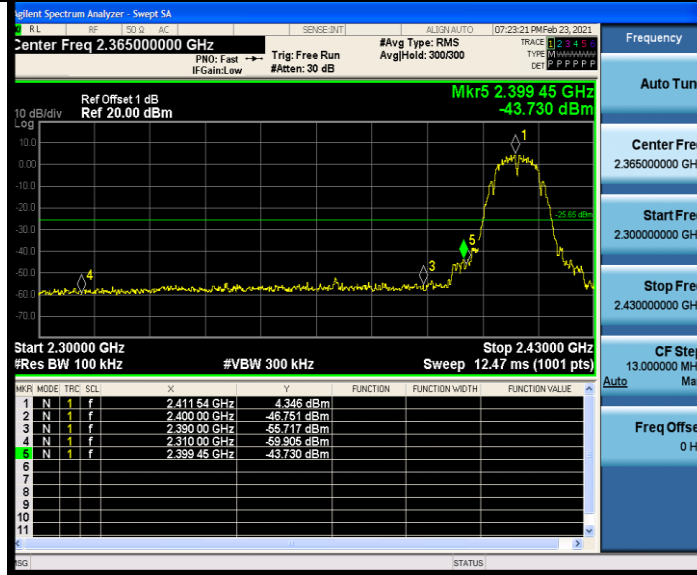 Agilent Spectrum Analyzer - Swept SA
RL RF 50 Ω AC SENSE:INT ALIGN AUTO 07:23:21 PM Feb 23, 2021
Center Freq 2.365000000 GHz
#Avg Type: RMS
TRACE 1 2 3 4 5 6
PNO: Fast
Trig: Free Run
Avg|Hold: 300/300
TYPE M
IFGain:Low
#Atten: 30 dB
DET P P P P P P
Mkr5 2.399 45 GHz
-43.730 dBm
Ref Offset 1 dB
10 dB/div Ref 20.00 dBm
Log
10.0
0.00
-10.0
-20.0
-30.0
-40.0
-50.0
-60.0
-70.0
1
-25.65 dBm
5
3
4
Start 2.30000 GHz Stop 2.43000 GHz
#Res BW 100 kHz #VBW 300 kHz Sweep 12.47 ms (1001 pts)
MKR MODE TRC SCL X Y FUNCTION FUNCTION WIDTH FUNCTION VALUE
1 N 1 f 2.411 54 GHz 4.346 dBm
2 N 1 f 2.400 00 GHz -46.751 dBm
3 N 1 f 2.390 00 GHz -55.717 dBm
4 N 1 f 2.310 00 GHz -59.905 dBm
5 N 1 f 2.399 45 GHz -43.730 dBm
6
7
8
9
10
11
MSG STATUS
Frequency
Auto Tun
Center Fre
2.365000000 GH
Start Fre
2.300000000 GH
Stop Fre
2.430000000 GH
CF Step
13.000000 MH
Auto Ma
Freq Offse
0 H